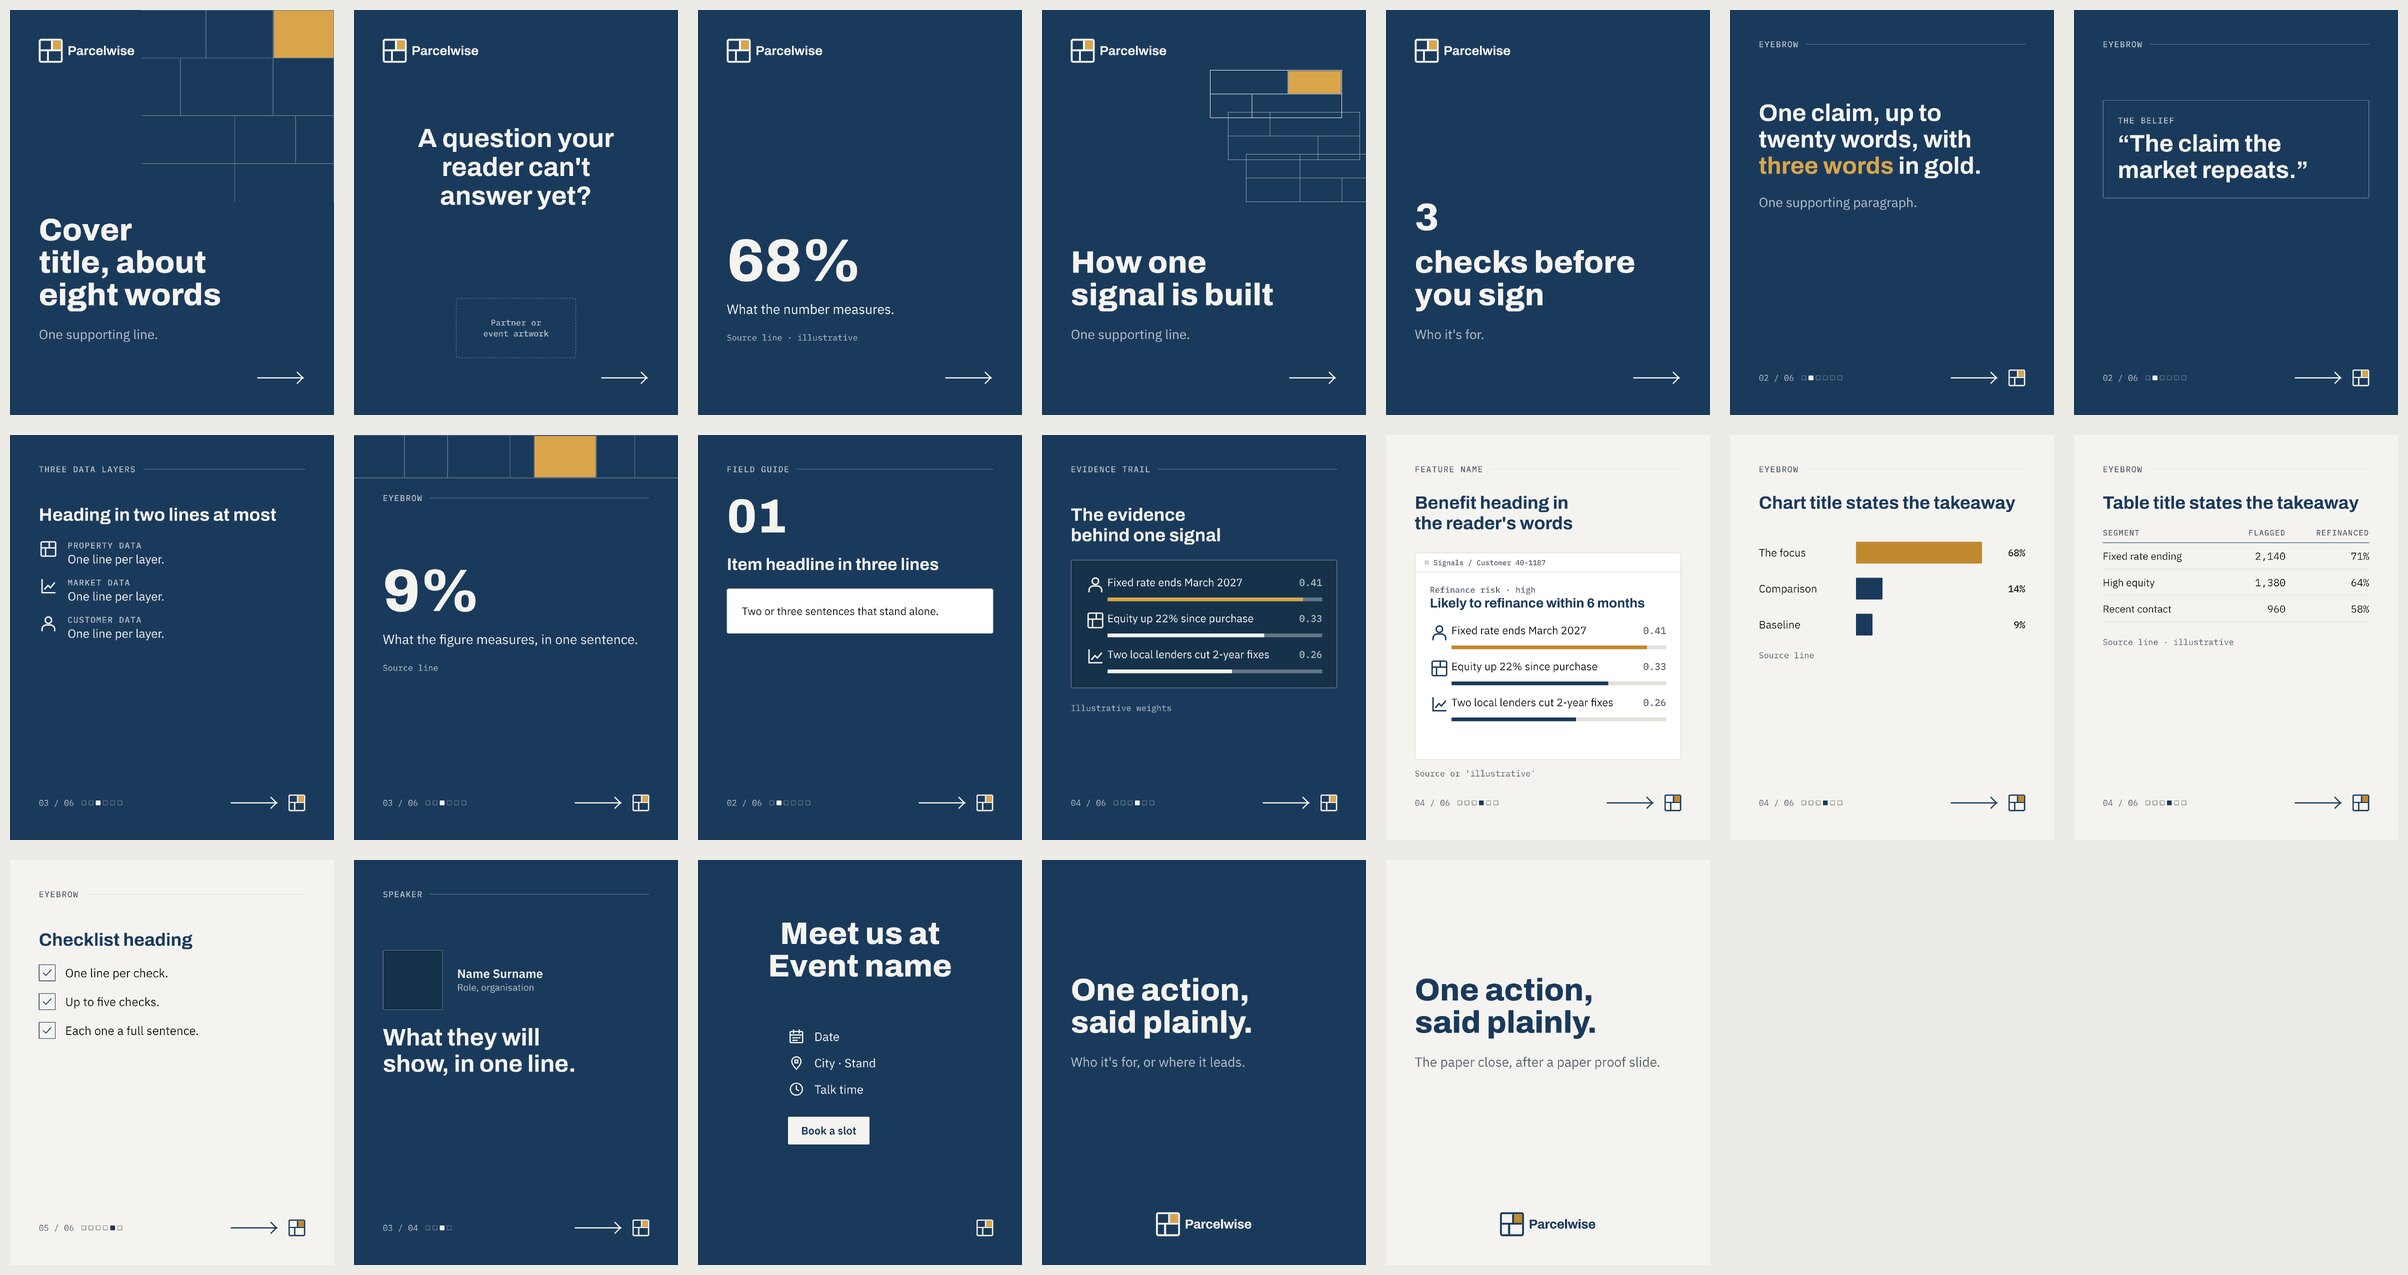 Parcelwise
Cover
title, about
eight words
One supporting line.
Parcelwise
A question your
reader can't
answer yet?
Partner or
event artwork
Parcelwise
68%
What the number measures.
Source line · illustrative
Parcelwise
How one
signal is built
One supporting line.
Parcelwise
3
checks before
you sign
Who it's for.
EYEBROW
One claim, up to
twenty words, with
three words in gold.
One supporting paragraph.
02 / 06
EYEBROW
THE BELIEF
“The claim the
market repeats.”
02 / 06
THREE DATA LAYERS
Heading in two lines at most
PROPERTY DATA
One line per layer.
MARKET DATA
One line per layer.
CUSTOMER DATA
One line per layer.
03 / 06
EYEBROW
9%
What the figure measures, in one sentence.
Source line
03 / 06
FIELD GUIDE
01
Item headline in three lines
Two or three sentences that stand alone.
02 / 06
EVIDENCE TRAIL
The evidence
behind one signal
Fixed rate ends March 2027 0.41
Equity up 22% since purchase 0.33
Two local lenders cut 2-year fixes 0.26
Illustrative weights
04 / 06
FEATURE NAME
Benefit heading in
the reader's words
Signals / Customer 40-1187
Refinance risk · high
Likely to refinance within 6 months
Fixed rate ends March 2027 0.41
Equity up 22% since purchase 0.33
Two local lenders cut 2-year fixes 0.26
Source or 'illustrative'
04 / 06
EYEBROW
Chart title states the takeaway
The focus 68%
Comparison 14%
Baseline 9%
Source line
04 / 06
EYEBROW
Table title states the takeaway
SEGMENT FLAGGED REFINANCED
Fixed rate ending 2,140 71%
High equity 1,380 64%
Recent contact 960 58%
Source line · illustrative
04 / 06
EYEBROW
Checklist heading
One line per check.
Up to five checks.
Each one a full sentence.
05 / 06
SPEAKER
Name Surname
Role, organisation
What they will
show, in one line.
03 / 04
Meet us at
Event name
Date
City · Stand
Talk time
Book a slot
One action,
said plainly.
Who it's for, or where it leads.
Parcelwise
One action,
said plainly.
The paper close, after a paper proof slide.
Parcelwise